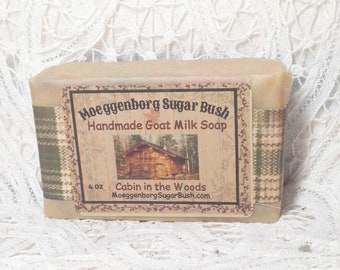 Moeggenborg Sugar Bush
Handmade Goat Milk Soap
4 oz
Cabin in the Woods
MoeggenborgSugarBush.com